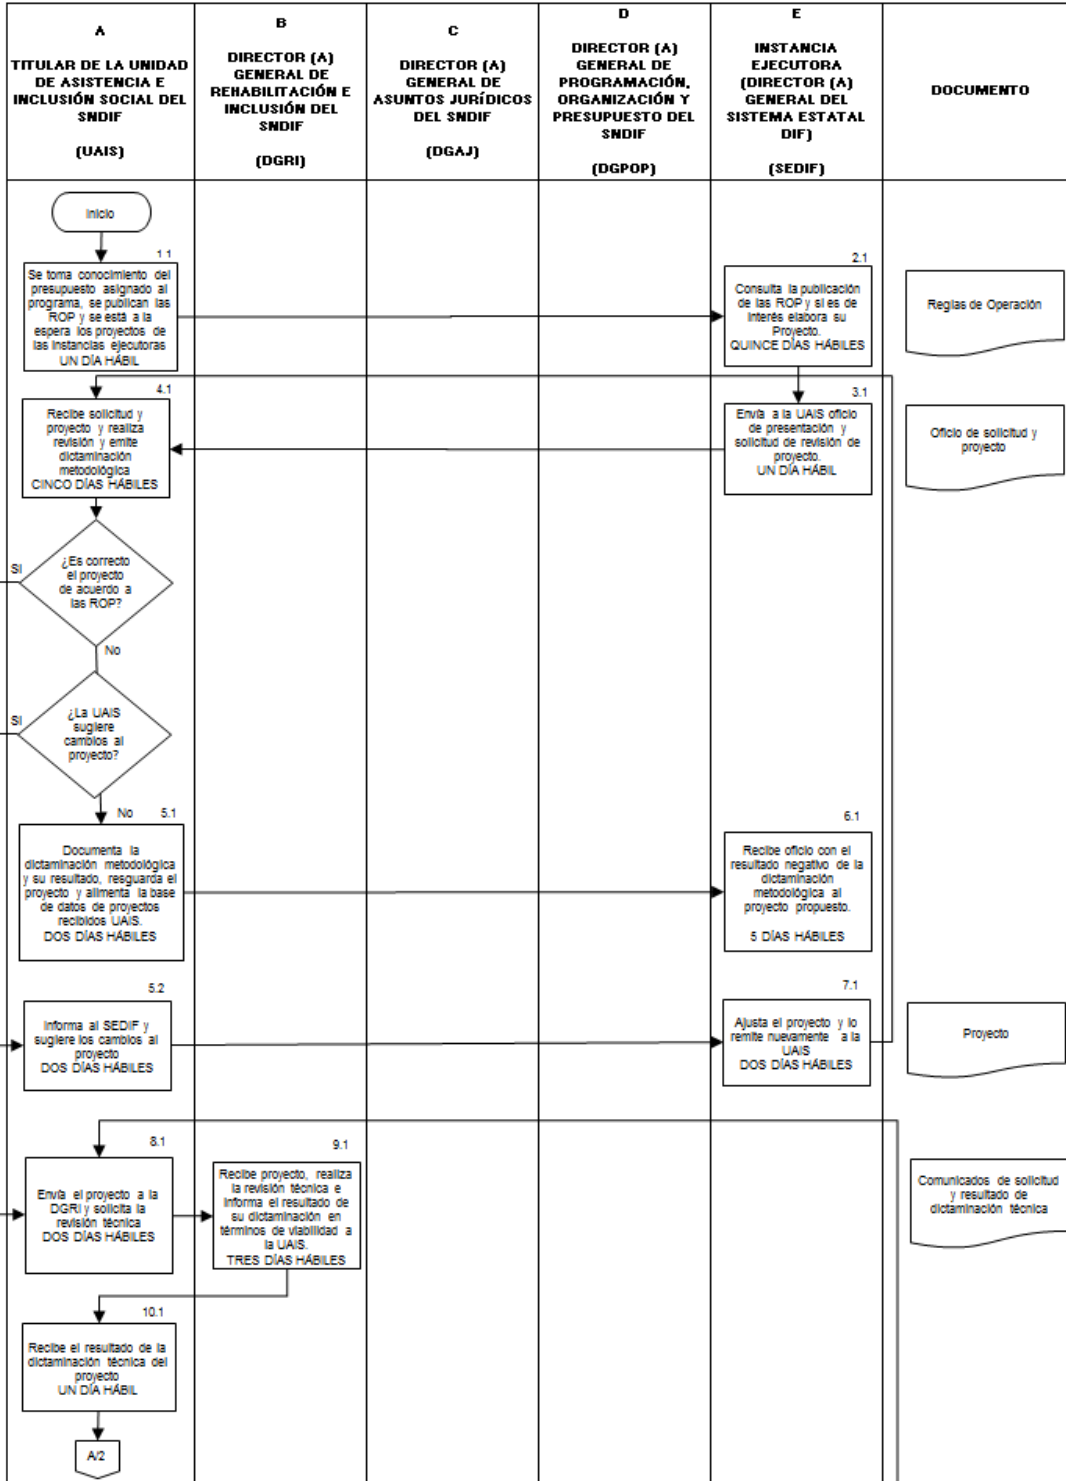 A
TITULAR DE LA UNIDAD
DE ASISTENCIA E
INCLUSIÓN SOCIAL DEL
SNDIF
(UAIS)
B
DIRECTOR (A)
GENERAL DE
REHABILITACIÓN E
INCLUSIÓN DEL
SNDIF
(DGRI)
C
DIRECTOR (A)
GENERAL DE
ASUNTOS JURÍDICOS
DEL SNDIF
(DGAJ)
D
DIRECTOR (A)
GENERAL DE
PROGRAMACIÓN,
ORGANIZACIÓN Y
PRESUPUESTO DEL
SNDIF
(DGPOP)
E
INSTANCIA
EJECUTORA
(DIRECTOR (A)
GENERAL DEL
SISTEMA ESTATAL
DIF)
(SEDIF)
DOCUMENTO
Inicio
1.1
Se toma conocimiento del
presupuesto asignado al
programa, se publican las
ROP y se está a la
espera los proyectos de
las Instancias ejecutoras
UN DÍA HÁBIL
2.1
Consulta la publicación
de las ROP y si es de
Interés elabora su
Proyecto.
QUINCE DÍAS HÁBILES
Reglas de Operación
4.1
Recibe solicitud y
proyecto y realiza
revisión y emite
dictaminación
metodológica
CINCO DÍAS HÁBILES
3.1
Envía a la UAIS oficio
de presentación y
solicitud de revisión de
proyecto.
UN DÍA HÁBIL
Oficio de solicitud y
proyecto
SI
¿Es correcto
el proyecto
de acuerdo a
las ROP?
No
SI
¿La UAIS
sugiere
cambios al
proyecto?
No
5.1
Documenta la
dictaminación metodológica
y su resultado, resguarda el
proyecto y alimenta la base
de datos de proyectos
recibidos UAIS.
DOS DÍAS HÁBILES
6.1
Recibe oficio con el
resultado negativo de la
dictaminación
metodológica al
proyecto propuesto.
5 DÍAS HÁBILES
5.2
Informa al SEDIF y
sugiere los cambios al
proyecto
DOS DÍAS HÁBILES
7.1
Ajusta el proyecto y lo
remite nuevamente a la
UAIS
DOS DÍAS HÁBILES
Proyecto
8.1
Envía el proyecto a la
DGRI y solicita la
revisión técnica
DOS DÍAS HÁBILES
9.1
Recibe proyecto, realiza
la revisión técnica e
Informa el resultado de
su dictaminación en
términos de viabilidad a
la UAIS.
TRES DÍAS HÁBILES
Comunicados de solicitud
y resultado de
dictaminación técnica
10.1
Recibe el resultado de la
dictaminación técnica del
proyecto
UN DÍA HÁBIL
A/2